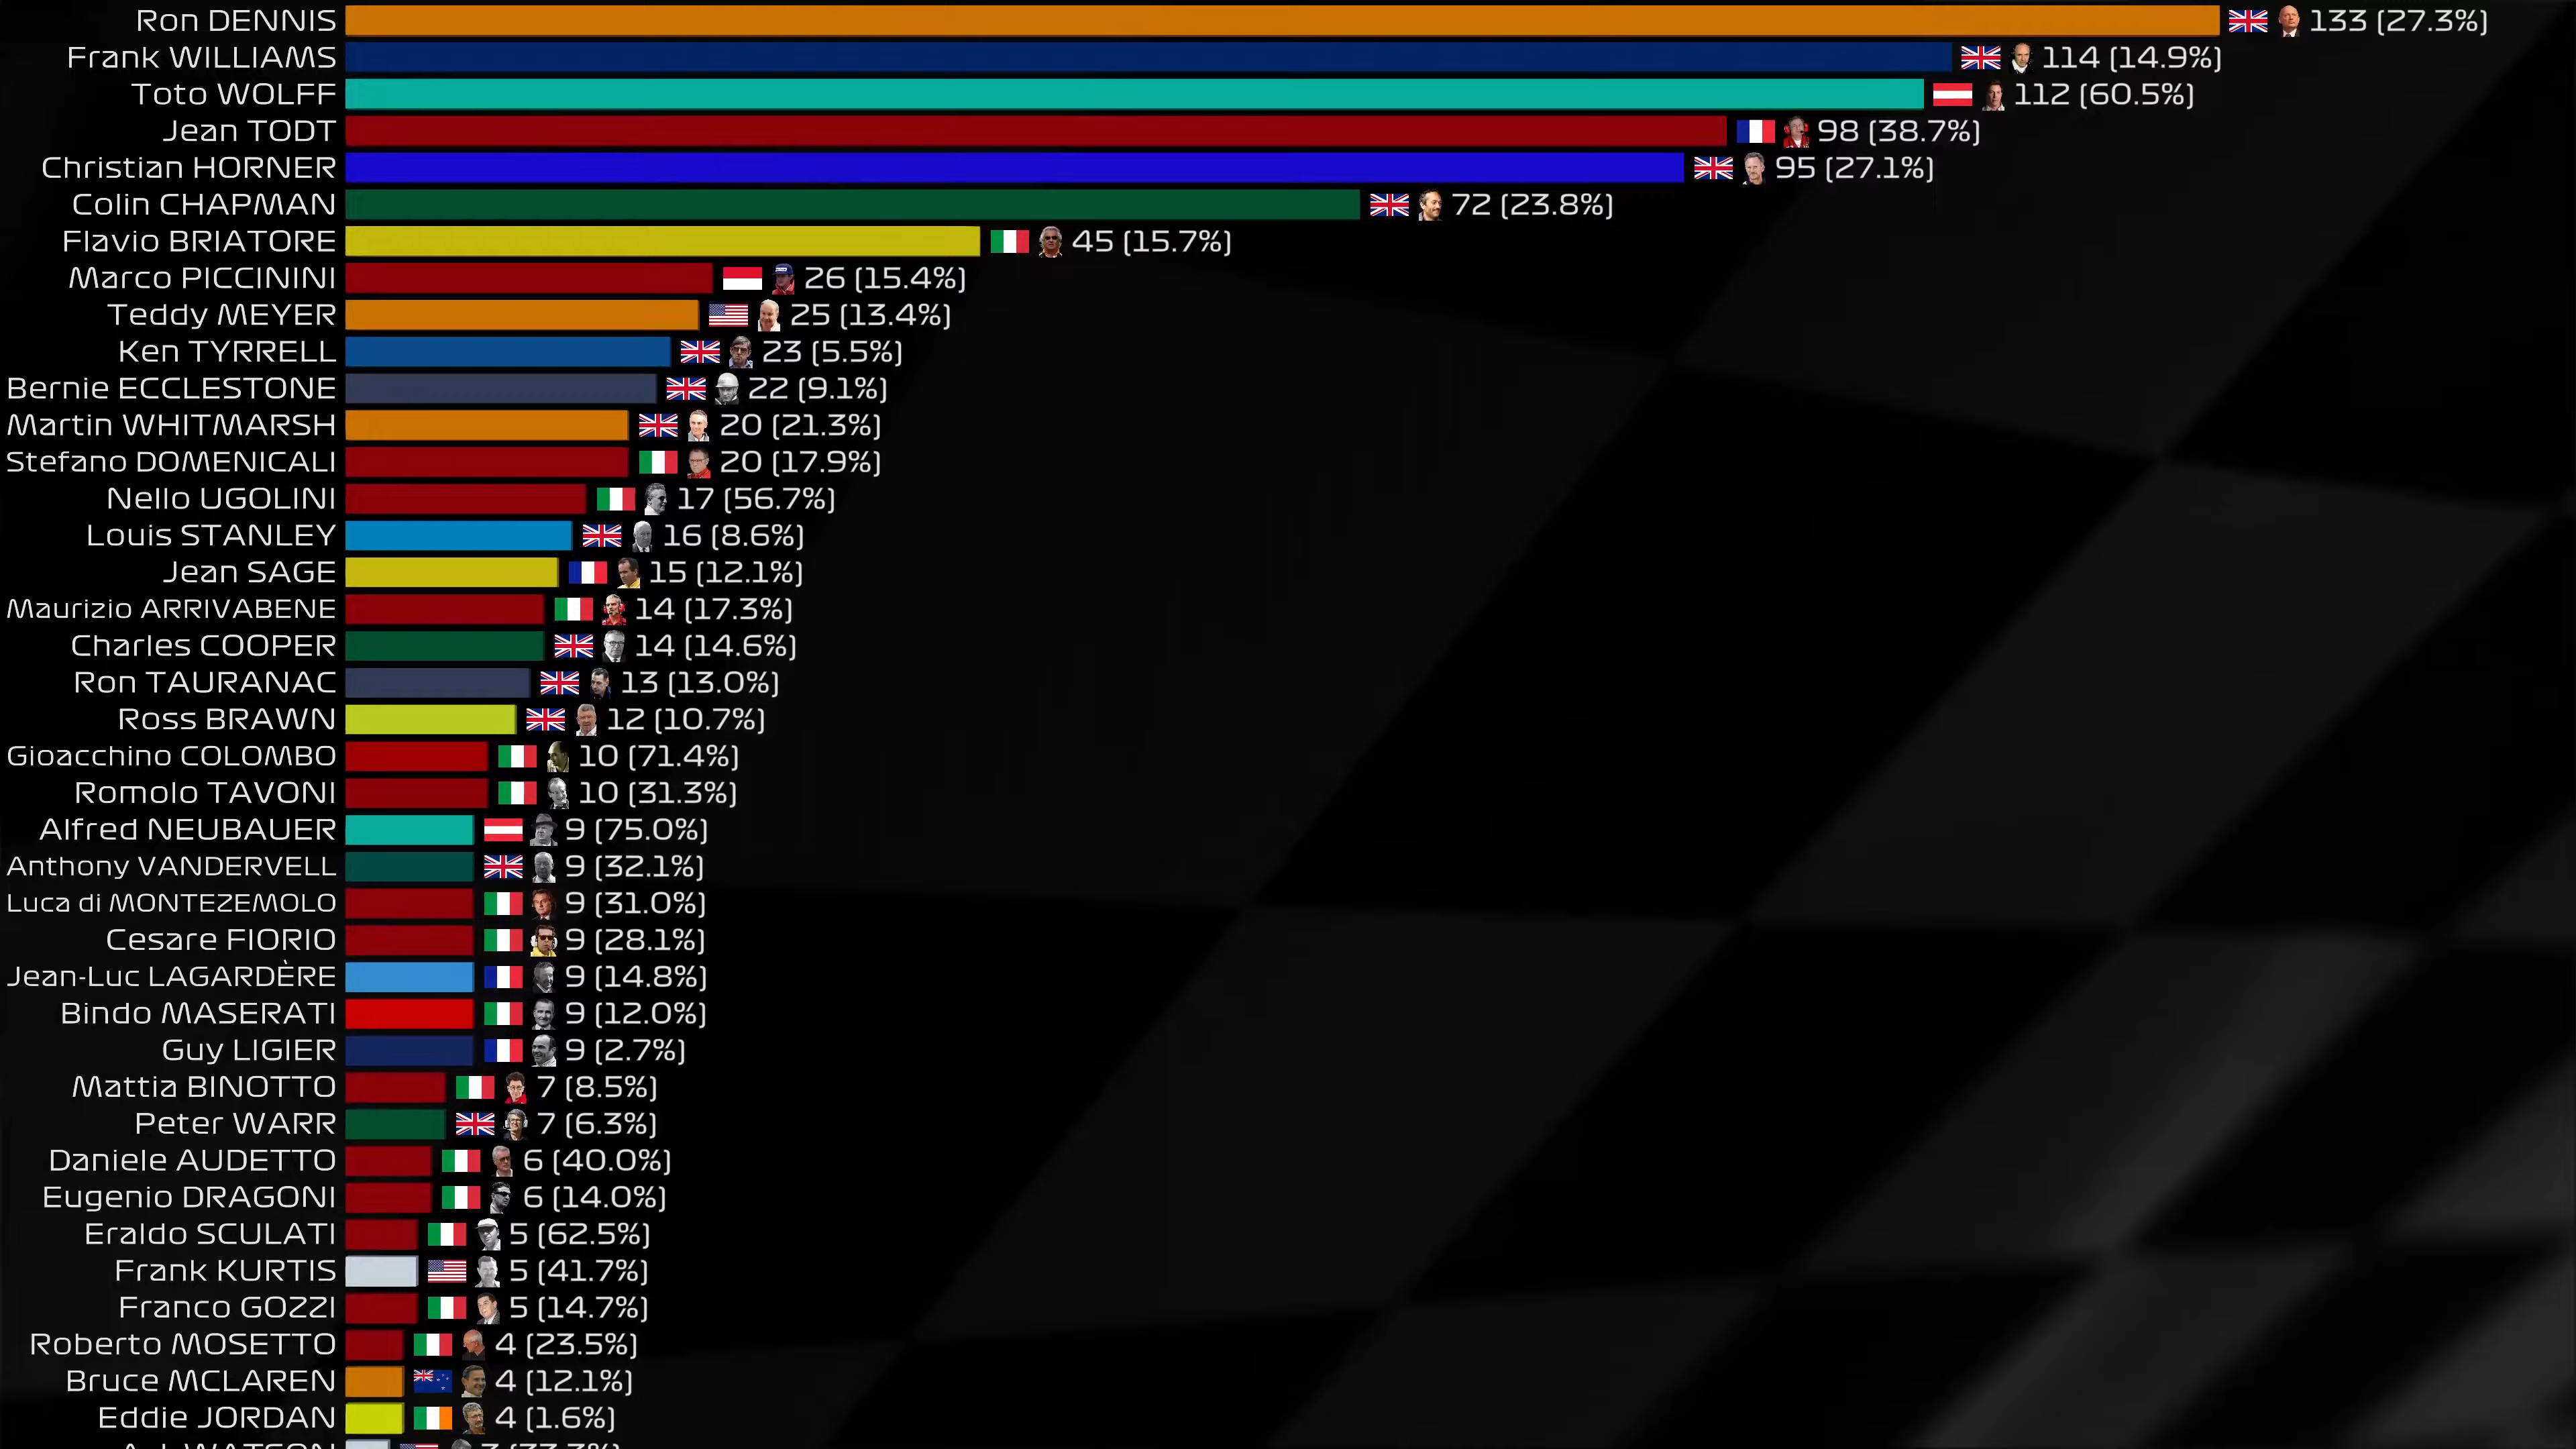 Ron DENNIS 133 (27.3%)
Frank WILLIAMS 114 (14.9%)
Toto WOLFF 112 (60.5%)
Jean TODT 98 (38.7%)
Christian HORNER 95 (27.1%)
Colin CHAPMAN 72 (23.8%)
Flavio BRIATORE 45 (15.7%)
Marco PICCININI 26 (15.4%)
Teddy MEYER 25 (13.4%)
Ken TYRRELL 23 (5.5%)
Bernie ECCLESTONE 22 (9.1%)
Martin WHITMARSH 20 (21.3%)
Stefano DOMENICALI 20 (17.9%)
Nello UGOLINI 17 (56.7%)
Louis STANLEY 16 (8.6%)
Jean SAGE 15 (12.1%)
Maurizio ARRIVABENE 14 (17.3%)
Charles COOPER 14 (14.6%)
Ron TAURANAC 13 (13.0%)
Ross BRAWN 12 (10.7%)
Gioacchino COLOMBO 10 (71.4%)
Romolo TAVONI 10 (31.3%)
Alfred NEUBAUER 9 (75.0%)
Anthony VANDERVELL 9 (32.1%)
Luca di MONTEZEMOLO 9 (31.0%)
Cesare FIORIO 9 (28.1%)
Jean-Luc LAGARDÈRE 9 (14.8%)
Bindo MASERATI 9 (12.0%)
Guy LIGIER 9 (2.7%)
Mattia BINOTTO 7 (8.5%)
Peter WARR 7 (6.3%)
Daniele AUDETTO 6 (40.0%)
Eugenio DRAGONI 6 (14.0%)
Eraldo SCULATI 5 (62.5%)
Frank KURTIS 5 (41.7%)
Franco GOZZI 5 (14.7%)
Roberto MOSETTO 4 (23.5%)
Bruce MCLAREN 4 (12.1%)
Eddie JORDAN 4 (1.6%)
WATSON 3 (33.3%)